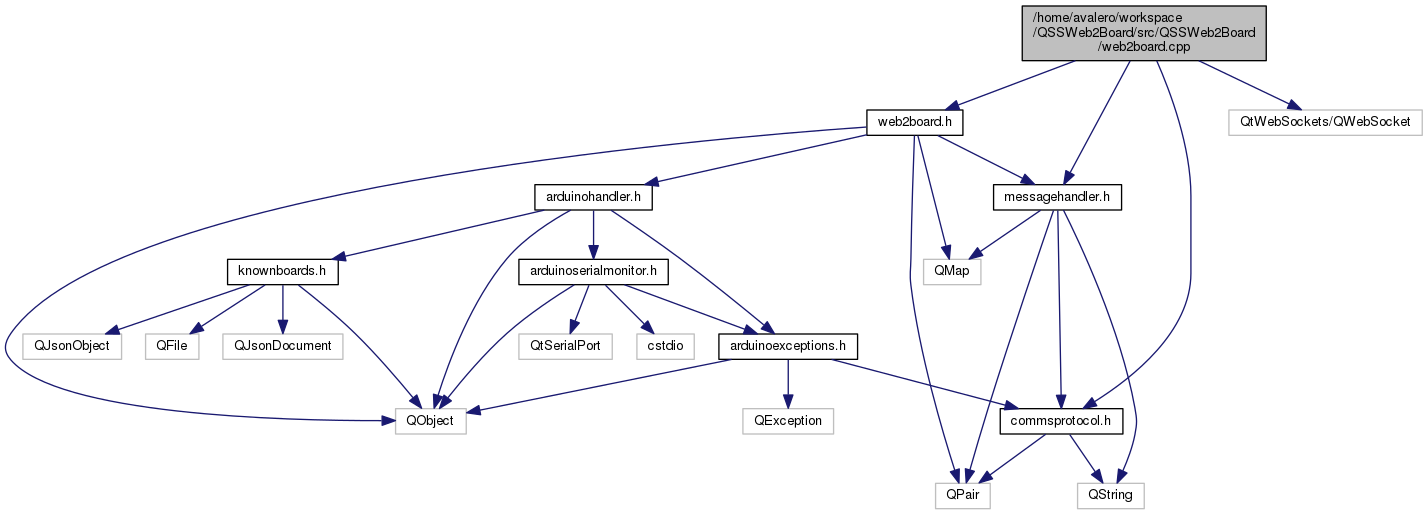 /home/avalero/workspace
/QSSWeb2Board/src/QSSWeb2Board
/web2board.cpp
web2board.h
QtWebSockets/QWebSocket
arduinohandler.h
messagehandler.h
knownboards.h
arduinoserialmonitor.h
QMap
QJsonObject
QFile
QJsonDocument
QtSerialPort
cstdio
arduinoexceptions.h
QObject
QException
commsprotocol.h
QPair
QString